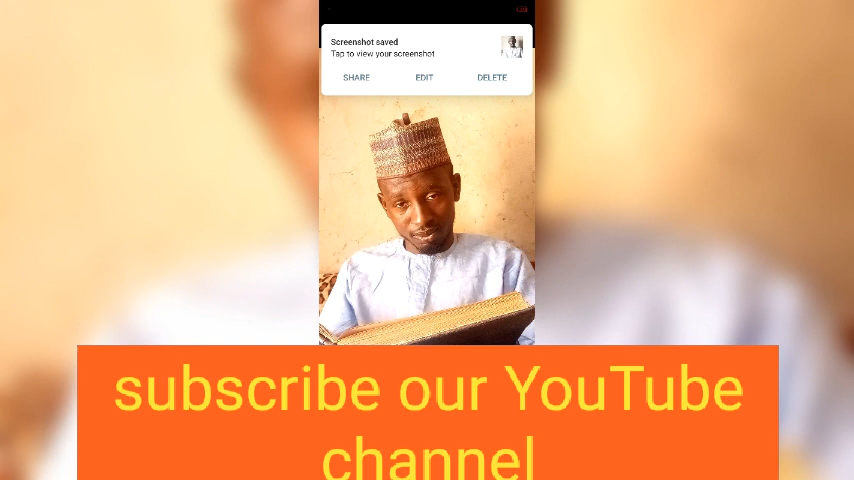 Screenshot saved
Tap to view your screenshot
SHARE EDIT DELETE
subscribe our YouTube
channel